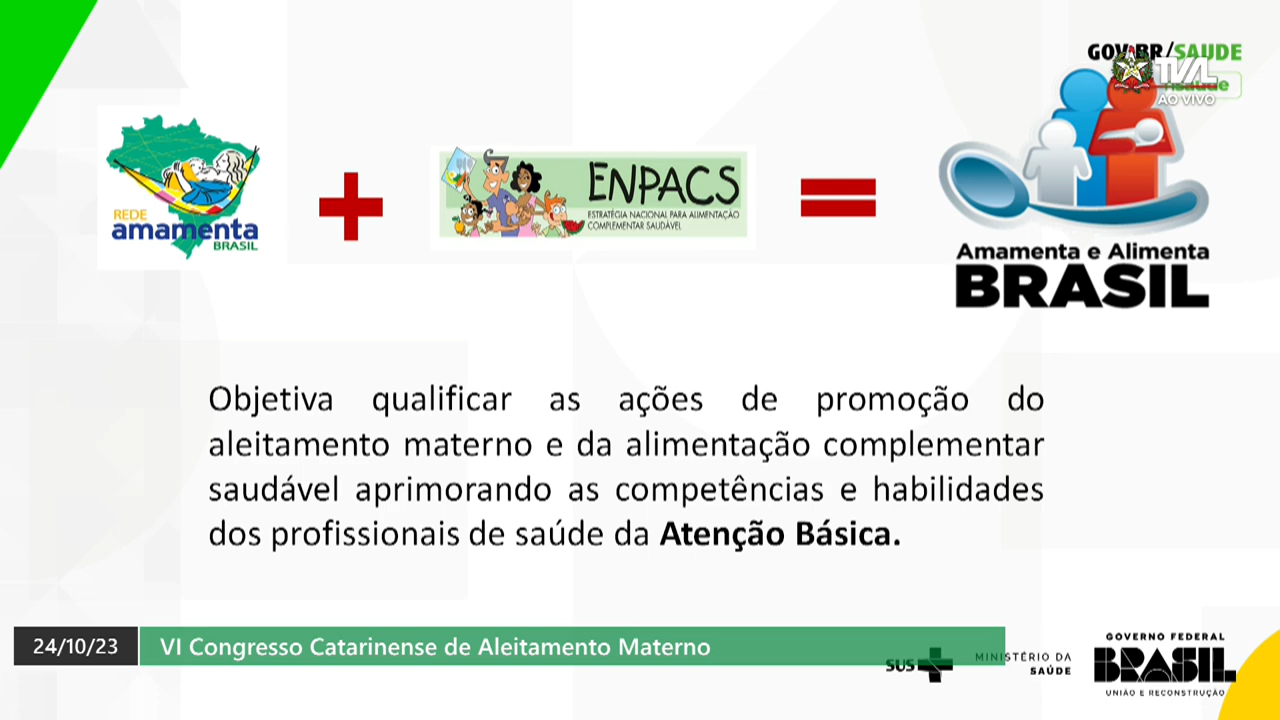 GOV.BR/SAUDE
TVAL
AO VIVO
REDE
amamenta
BRASIL
ENPACS
ESTRATÉGIA NACIONAL PARA ALIMENTAÇÃO
COMPLEMENTAR SAUDÁVEL
Amamenta e Alimenta
BRASIL
Objetiva qualificar as ações de promoção do
aleitamento materno e da alimentação complementar
saudável aprimorando as competências e habilidades
dos profissionais de saúde da Atenção Básica.
24/10/23
VI Congresso Catarinense de Aleitamento Materno
SUS
MINISTÉRIO DA
SAÚDE
GOVERNO FEDERAL
BRASIL
UNIÃO E RECONSTRUÇÃO